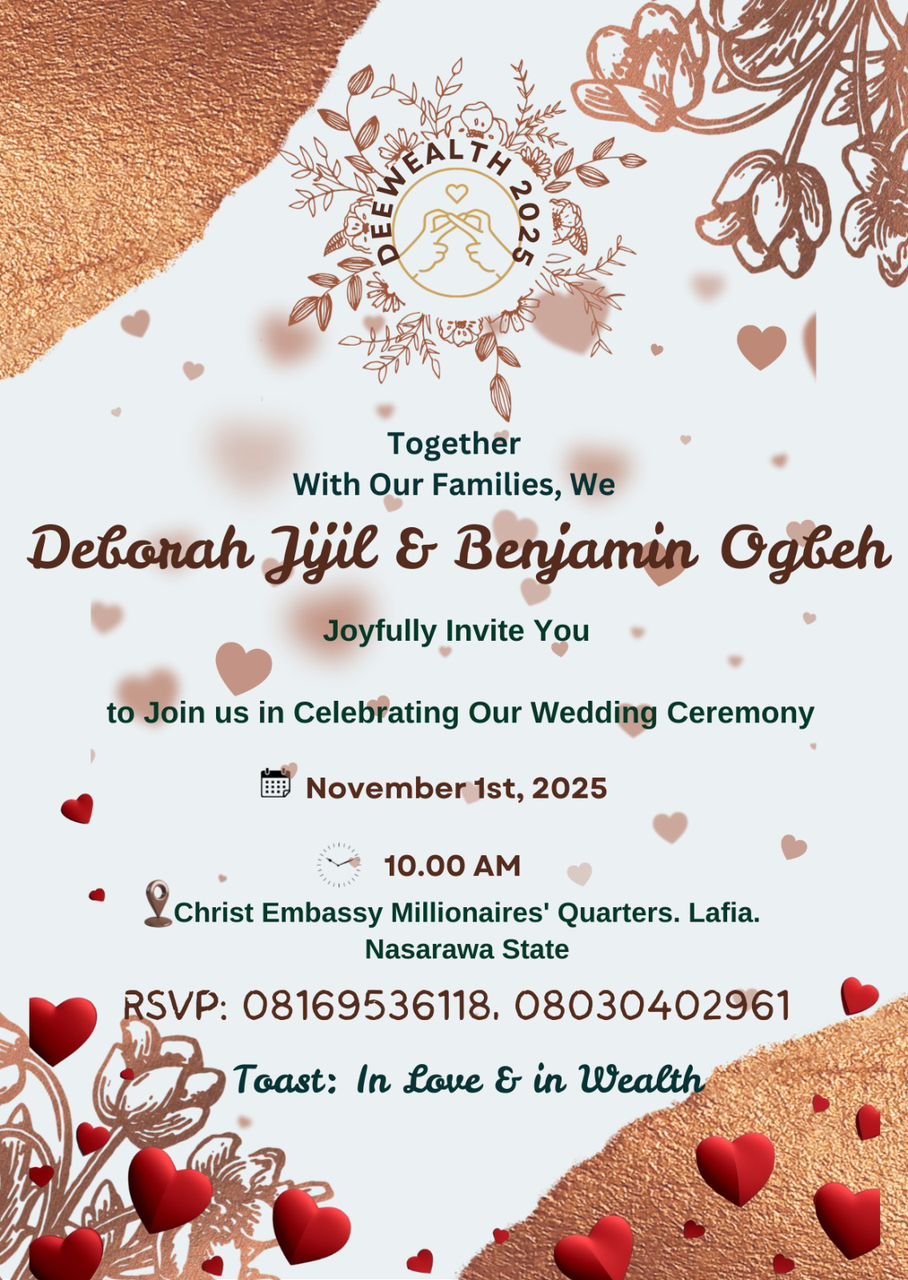 DEEWEALTH 2025
Together
With Our Families, We
Deborah Jijil & Benjamin Ogbeh
Joyfully Invite You
to Join us in Celebrating Our Wedding Ceremony
November 1st, 2025
10.00 AM
Christ Embassy Millionaires' Quarters. Lafia.
Nasarawa State
RSVP: 08169536118, 08030402961
Toast: In Love & in Wealth